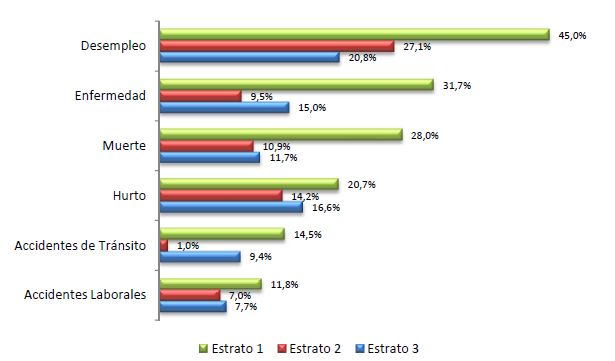 Desempleo
45,0%
27,1%
20,8%
Enfermedad
31,7%
9,5%
15,0%
Muerte
28,0%
10,9%
11,7%
Hurto
20,7%
14,2%
16,6%
Accidentes de Tránsito
14,5%
1,0%
9,4%
Accidentes Laborales
11,8%
7,0%
7,7%
Estrato 1 Estrato 2 Estrato 3